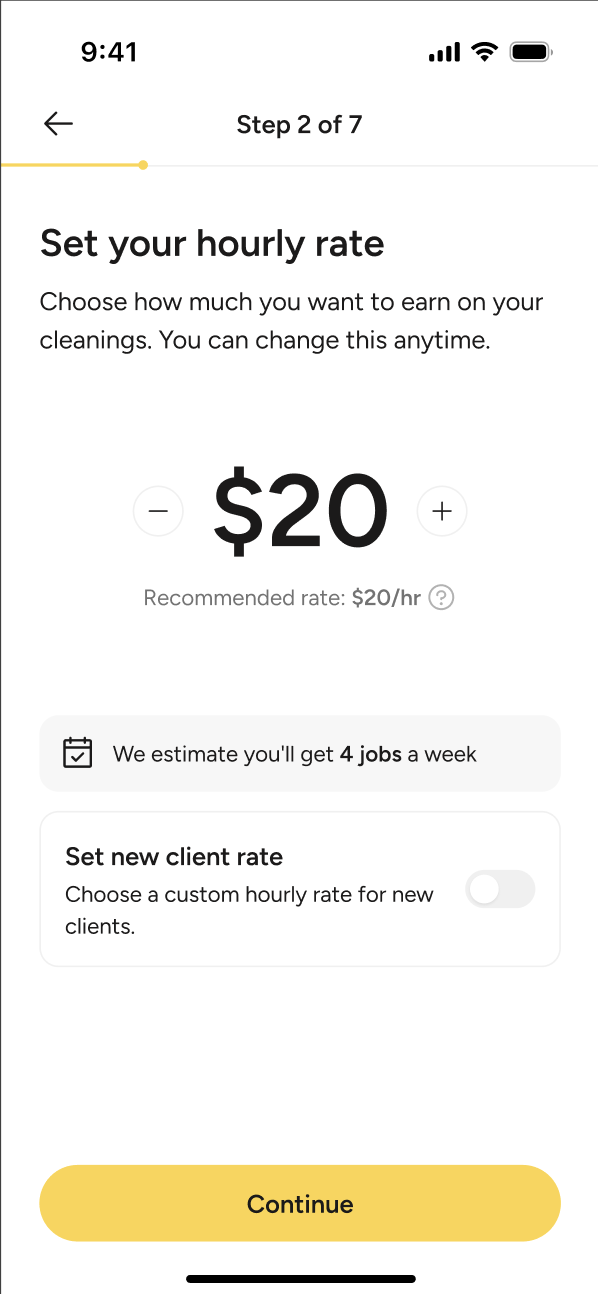 9:41
Step 2 of 7
Set your hourly rate
Choose how much you want to earn on your
cleanings. You can change this anytime.
− $20 +
Recommended rate: $20/hr ?
We estimate you'll get 4 jobs a week
Set new client rate
Choose a custom hourly rate for new
clients.
Continue